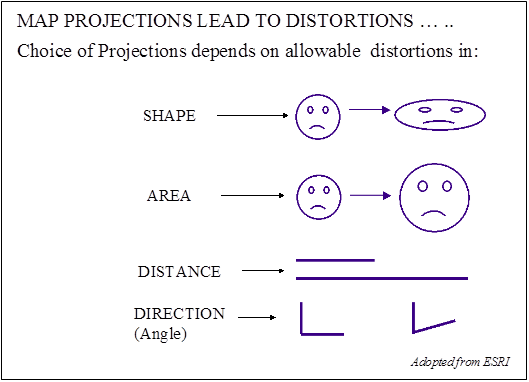 MAP PROJECTIONS LEAD TO DISTORTIONS … ..
Choice of Projections depends on allowable distortions in:
SHAPE
AREA
DISTANCE
DIRECTION
(Angle)
Adopted from ESRI